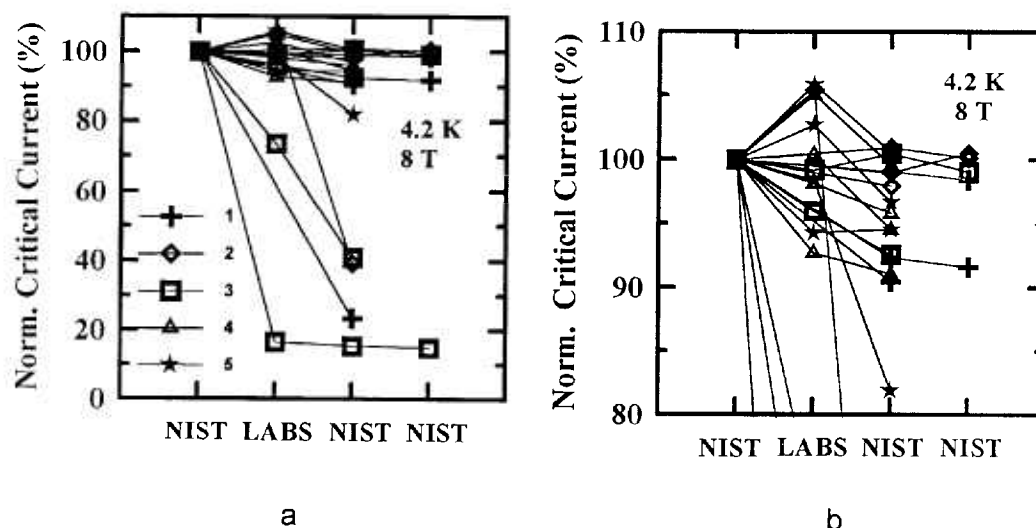 Norm. Critical Current (%)
100
80
60
40
20
0
4.2 K
8 T
1
2
3
4
5
NIST LABS NIST NIST
a
Norm. Critical Current (%)
110
100
90
80
4.2 K
8 T
NIST LABS NIST NIST
b